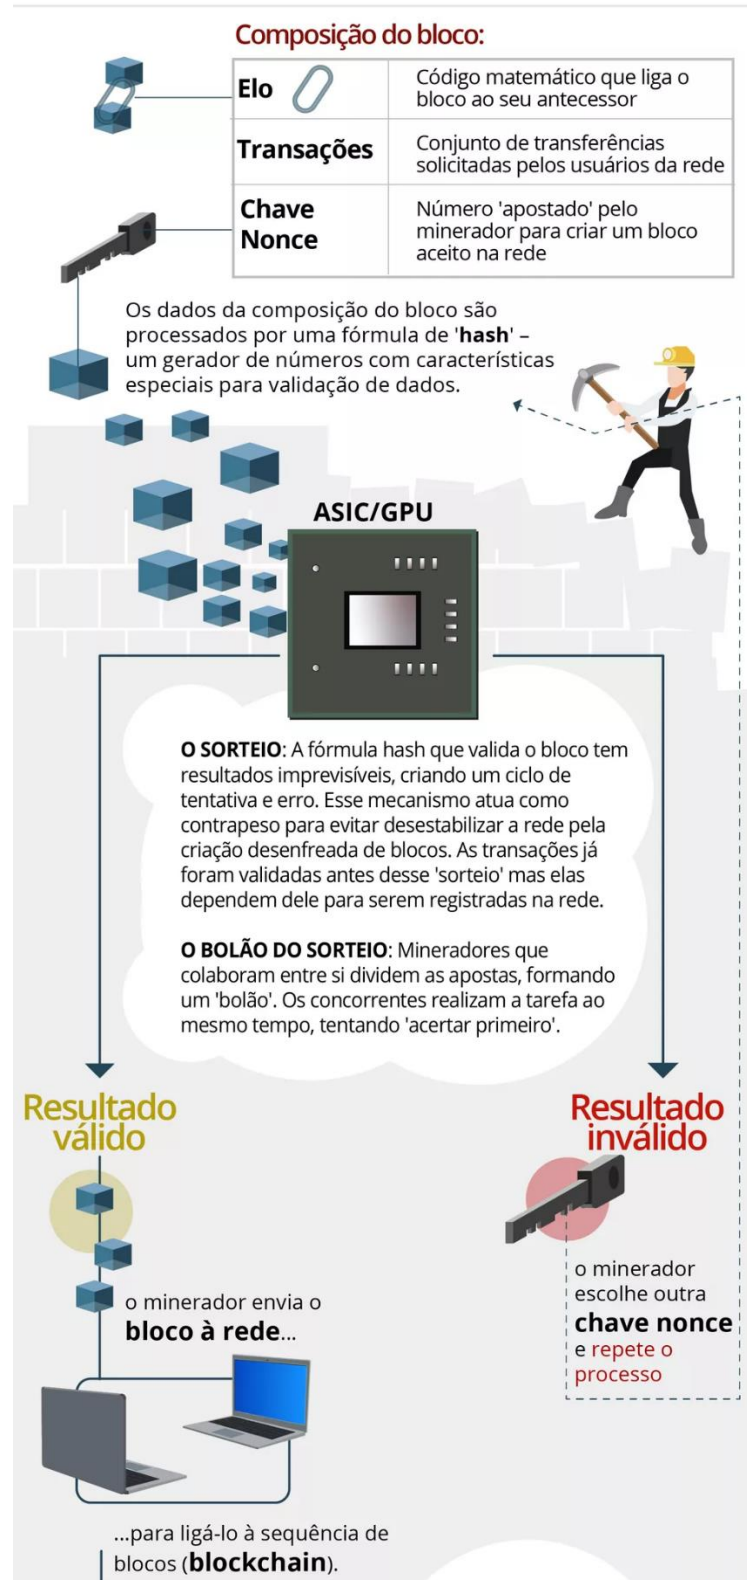 Composição do bloco:
Elo
Código matemático que liga o
bloco ao seu antecessor
Transações
Conjunto de transferências
solicitadas pelos usuários da rede
Chave
Nonce
Número 'apostado' pelo
minerador para criar um bloco
aceito na rede
Os dados da composição do bloco são
processados por uma fórmula de 'hash' –
um gerador de números com características
especiais para validação de dados.
ASIC/GPU
O SORTEIO: A fórmula hash que valida o bloco tem
resultados imprevisíveis, criando um ciclo de
tentativa e erro. Esse mecanismo atua como
contrapeso para evitar desestabilizar a rede pela
criação desenfreada de blocos. As transações já
foram validadas antes desse 'sorteio' mas elas
dependem dele para serem registradas na rede.
O BOLÃO DO SORTEIO: Mineradores que
colaboram entre si dividem as apostas, formando
um 'bolão'. Os concorrentes realizam a tarefa ao
mesmo tempo, tentando 'acertar primeiro'.
Resultado
válido
o minerador envia o
bloco à rede...
...para ligá-lo à sequência de
blocos (blockchain).
Resultado
inválido
o minerador
escolhe outra
chave nonce
e repete o
processo